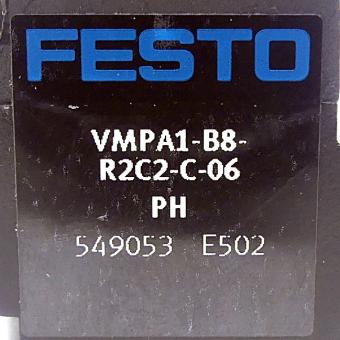 FESTO
VMPA1-B8-
R2C2-C-06
PH
549053 E502